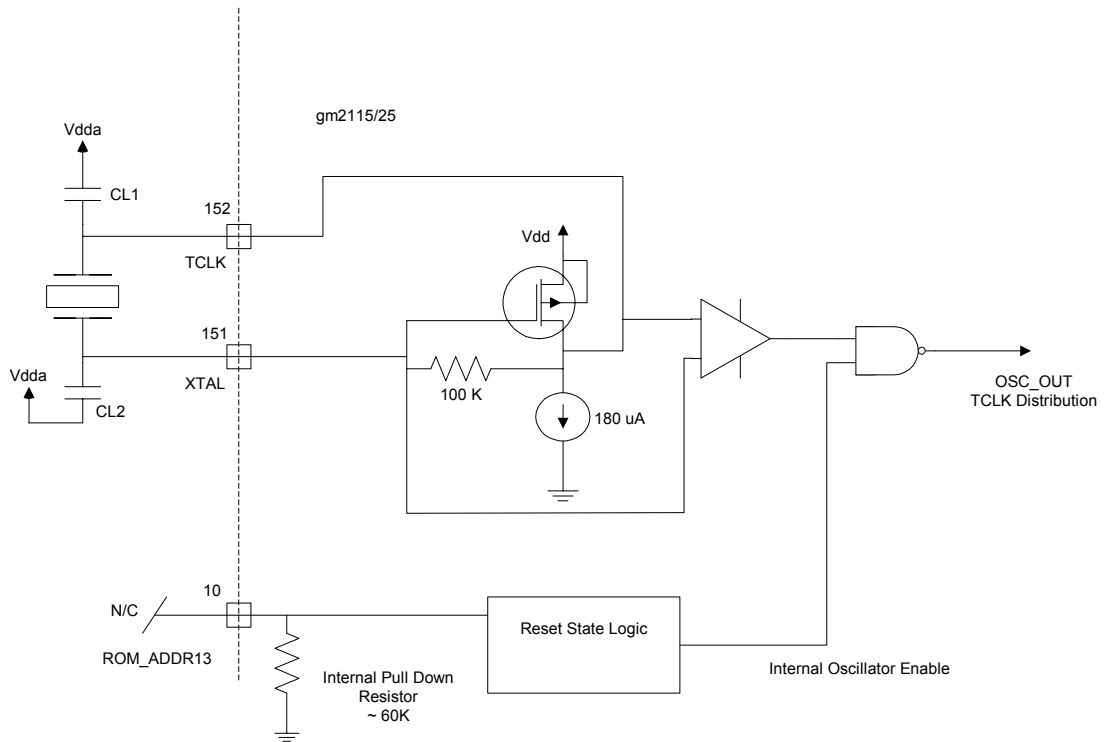 gm2115/25
Vdda
CL1
152
TCLK
Vdd
151
XTAL
Vdda
CL2
100 K
180 uA
OSC_OUT
TCLK Distribution
10
N/C
ROM_ADDR13
Reset State Logic
Internal Oscillator Enable
Internal Pull Down
Resistor
~ 60K